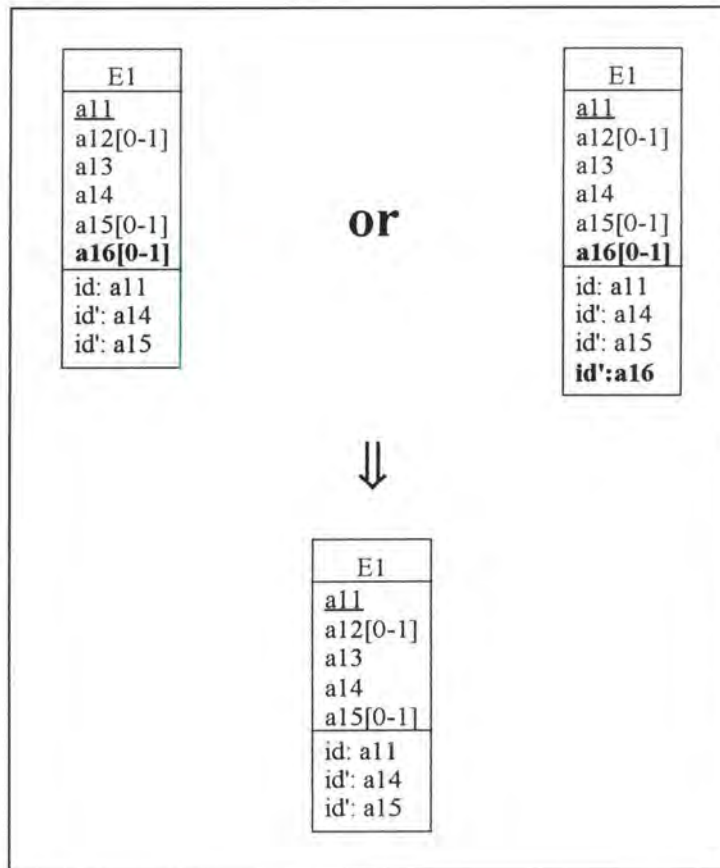 E1
a11
a12[0-1]
a13
a14
a15[0-1]
a16[0-1]
id: a11
id': a14
id': a15
or
E1
a11
a12[0-1]
a13
a14
a15[0-1]
a16[0-1]
id: a11
id': a14
id': a15
id':a16
⇓
E1
a11
a12[0-1]
a13
a14
a15[0-1]
id: a11
id': a14
id': a15